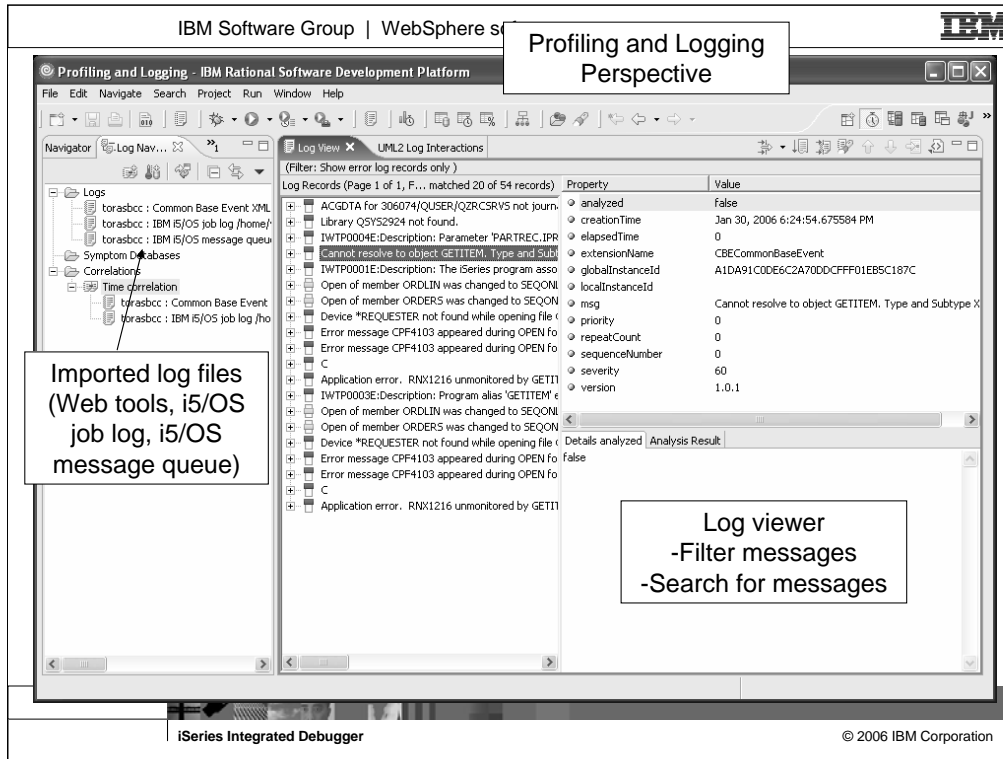 IBM Software Group | WebSphere
IBM
Profiling and Logging
Perspective
Profiling and Logging - IBM Rational Software Development Platform
File Edit Navigate Search Project Run Window Help
Navigator Log Nav... 1
Log View UML2 Log Interactions
(Filter: Show error log records only )
Log Records (Page 1 of 1, F... matched 20 of 54 records)
Property Value
Logs
torasbcc : Common Base Event XML
torasbcc : IBM i5/OS job log /home/
torasbcc : IBM i5/OS message queu
Symptom Databases
Correlations
Time correlation
torasbcc : Common Base Event
torasbcc : IBM i5/OS job log /ho
Imported log files
(Web tools, i5/OS
job log, i5/OS
message queue)
ACGDTA for 306074/QUSER/QZRCSRVS not journ
Library QSYS2924 not found.
IWTP0004E:Description: Parameter 'PARTREC.IPR
Cannot resolve to object GETITEM. Type and Subt
IWTP0001E:Description: The iSeries program asso
Open of member ORDLIN was changed to SEQONL
Open of member ORDERS was changed to SEQON
Device *REQUESTER not found while opening file
Error message CPF4103 appeared during OPEN fo
Error message CPF4103 appeared during OPEN fo
C
Application error. RNX1216 unmonitored by GETIT
IWTP0003E:Description: Program alias 'GETITEM' e
Open of member ORDLIN was changed to SEQONL
Open of member ORDERS was changed to SEQON
Device *REQUESTER not found while opening file
Error message CPF4103 appeared during OPEN fo
Error message CPF4103 appeared during OPEN fo
C
Application error. RNX1216 unmonitored by GETIT
analyzed false
creationTime Jan 30, 2006 6:24:54.675584 PM
elapsedTime 0
extensionName CBECommonBaseEvent
globalInstanceId A1DA91C0DE6C2A70DDCFFF01EB5C187C
localInstanceId
msg Cannot resolve to object GETITEM. Type and Subtype X
priority 0
repeatCount 0
sequenceNumber 0
severity 60
version 1.0.1
Details analyzed Analysis Result
false
Log viewer
-Filter messages
-Search for messages
iSeries Integrated Debugger
© 2006 IBM Corporation